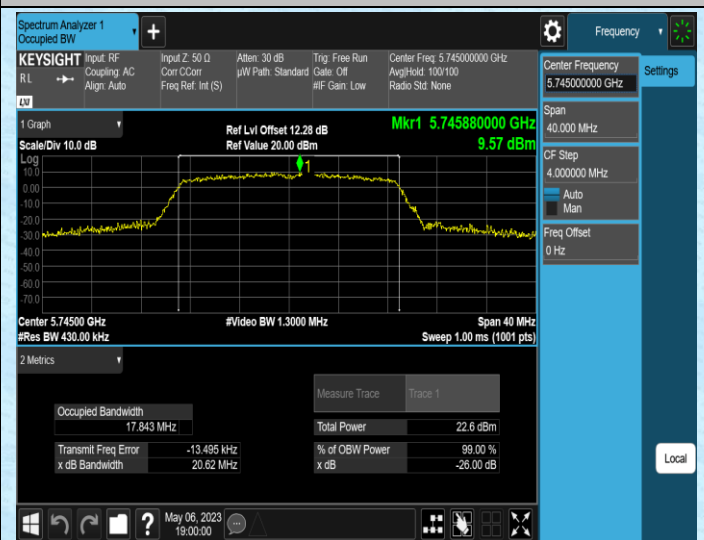 Spectrum Analyzer 1
Occupied BW
+
Frequency
KEYSIGHT
RL
LXI
Input: RF
Coupling: AC
Align: Auto
Input Z: 50 Ω
Corr CCorr
Freq Ref: Int (S)
Atten: 30 dB
µW Path: Standard
Trig: Free Run
Gate: Off
#IF Gain: Low
Center Freq: 5.745000000 GHz
Avg|Hold: 100/100
Radio Std: None
Center Frequency
5.745000000 GHz
Settings
Span
40.000 MHz
CF Step
4.000000 MHz
Auto
Man
Freq Offset
0 Hz
1 Graph
Ref Lvl Offset 12.28 dB
Mkr1 5.745880000 GHz
Scale/Div 10.0 dB
Ref Value 20.00 dBm
9.57 dBm
Log
10.0
0.00
-10.0
-20.0
-30.0
-40.0
-50.0
-60.0
-70.0
1
Center 5.74500 GHz
#Video BW 1.3000 MHz
Span 40 MHz
#Res BW 430.00 kHz
Sweep 1.00 ms (1001 pts)
2 Metrics
Measure Trace
Trace 1
Occupied Bandwidth
17.843 MHz
Total Power
22.6 dBm
Transmit Freq Error
-13.495 kHz
% of OBW Power
99.00 %
x dB Bandwidth
20.62 MHz
x dB
-26.00 dB
Local
?
May 06, 2023
19:00:00